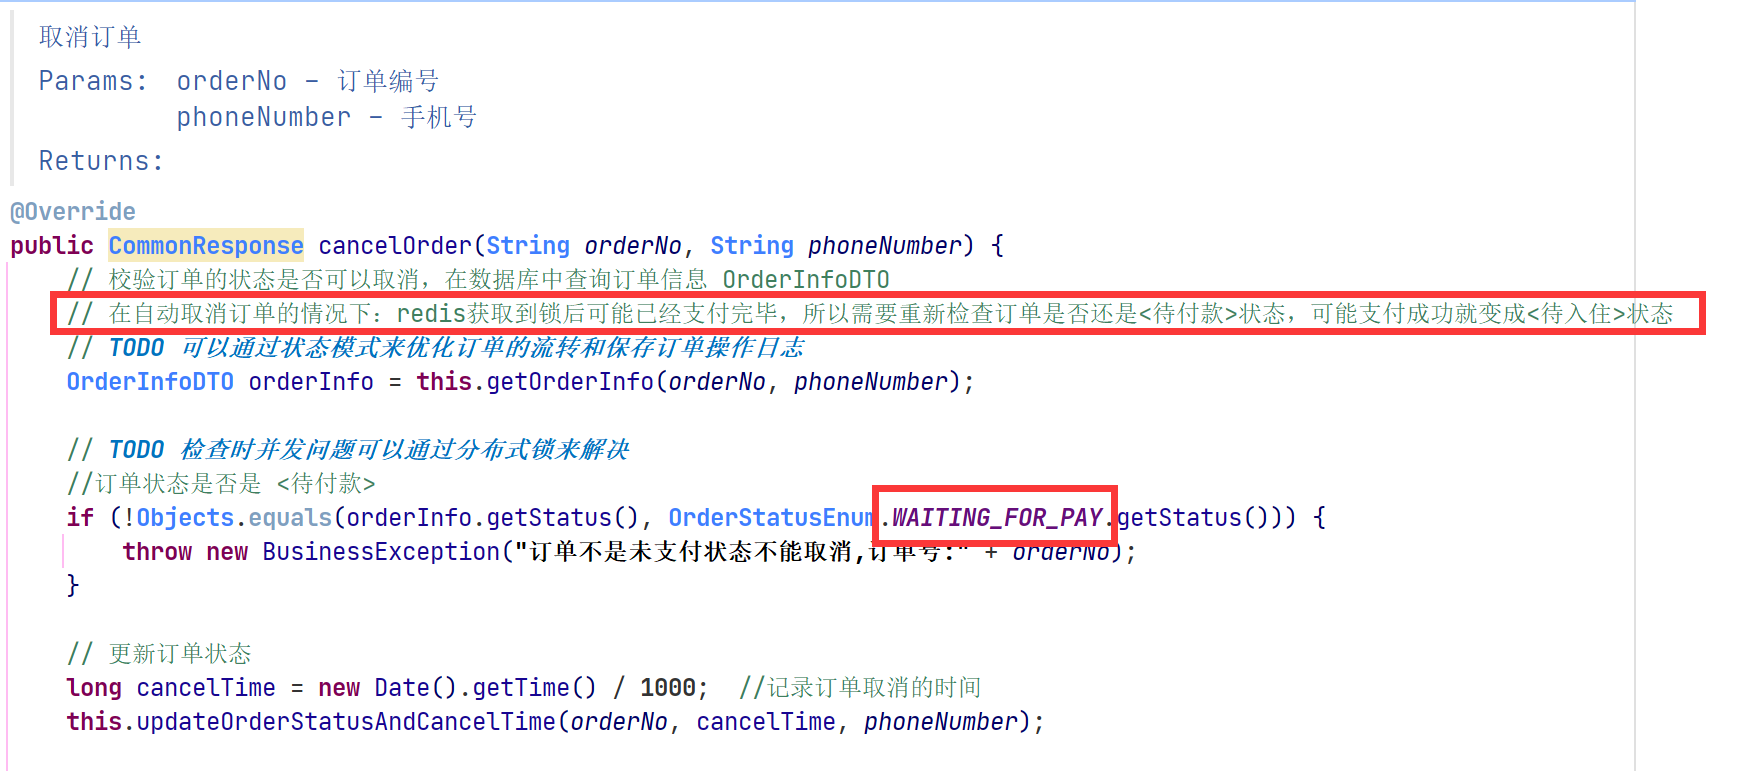 取消订单
Params: orderNo – 订单编号
phoneNumber – 手机号
Returns:
@Override
public CommonResponse cancelOrder(String orderNo, String phoneNumber) {
// 校验订单的状态是否可以取消，在数据库中查询订单信息 OrderInfoDTO
// 在自动取消订单的情况下：redis获取到锁后可能已经支付完毕，所以需要重新检查订单是否还是<待付款>状态，可能支付成功就变成<待入住>状态
// TODO 可以通过状态模式来优化订单的流转和保存订单操作日志
OrderInfoDTO orderInfo = this.getOrderInfo(orderNo, phoneNumber);
// TODO 检查时并发问题可以通过分布式锁来解决
//订单状态是否是 <待付款>
if (!Objects.equals(orderInfo.getStatus(), OrderStatusEnum.WAITING_FOR_PAY.getStatus())) {
throw new BusinessException("订单不是未支付状态不能取消,订单号:" + orderNo);
}
// 更新订单状态
long cancelTime = new Date().getTime() / 1000; //记录订单取消的时间
this.updateOrderStatusAndCancelTime(orderNo, cancelTime, phoneNumber);